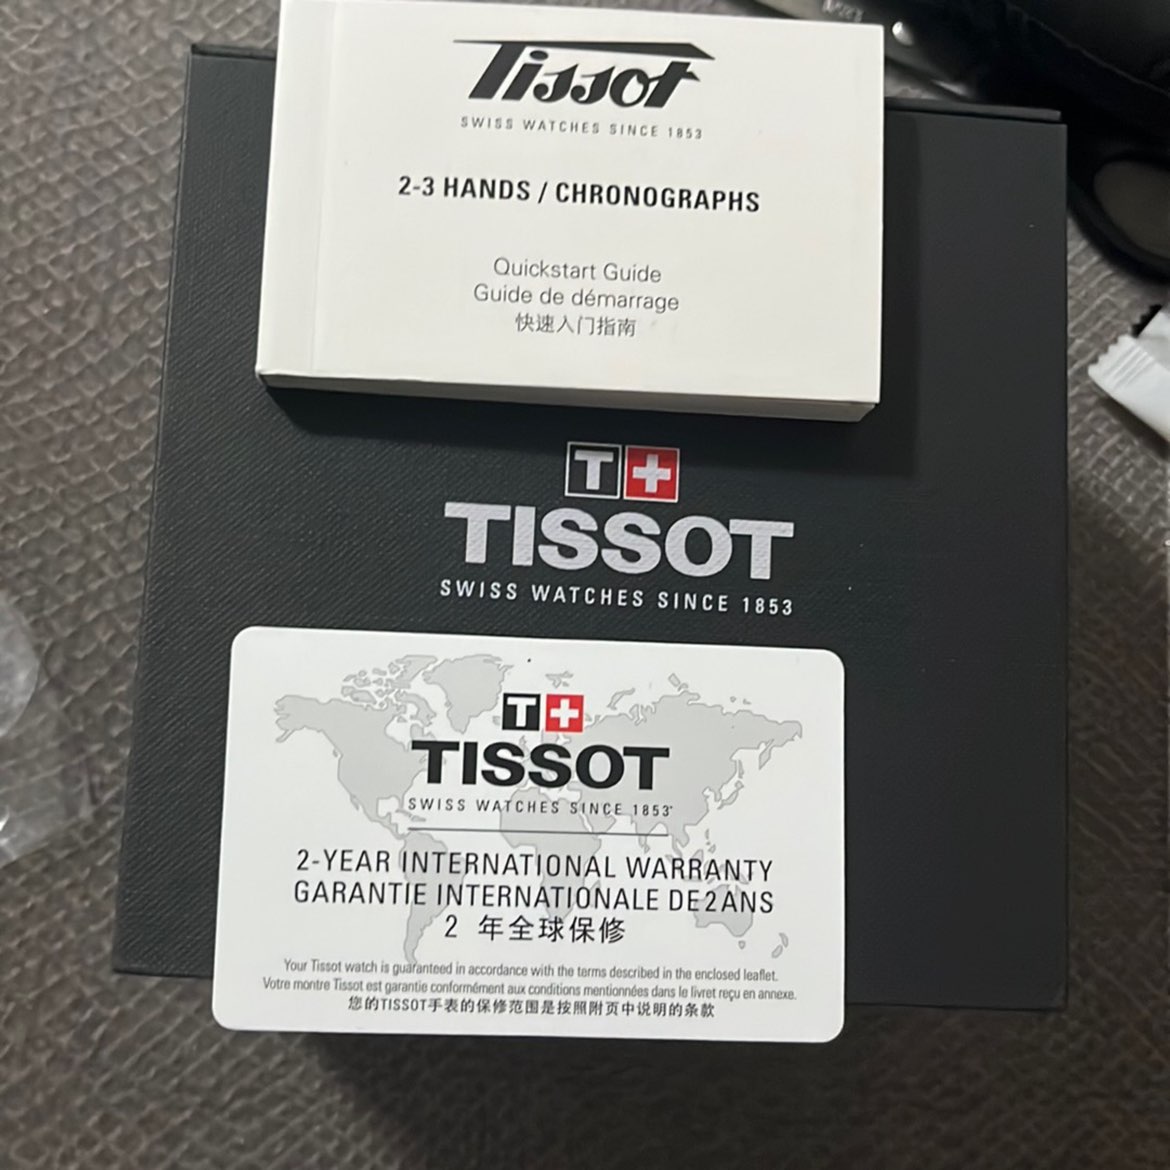 Tissot
SWISS WATCHES SINCE 1853
2-3 HANDS / CHRONOGRAPHS
Quickstart Guide
Guide de démarrage
快速入门指南
T+
TISSOT
SWISS WATCHES SINCE 1853
T+
TISSOT
SWISS WATCHES SINCE 1853
2-YEAR INTERNATIONAL WARRANTY
GARANTIE INTERNATIONALE DE2ANS
2 年全球保修
Your Tissot watch is guaranteed in accordance with the terms described in the enclosed leaflet.
Votre montre Tissot est garantie conformément aux conditions mentionnées dans le livret reçu en annexe.
您的TISSOT手表的保修范围是按照附页中说明的条款